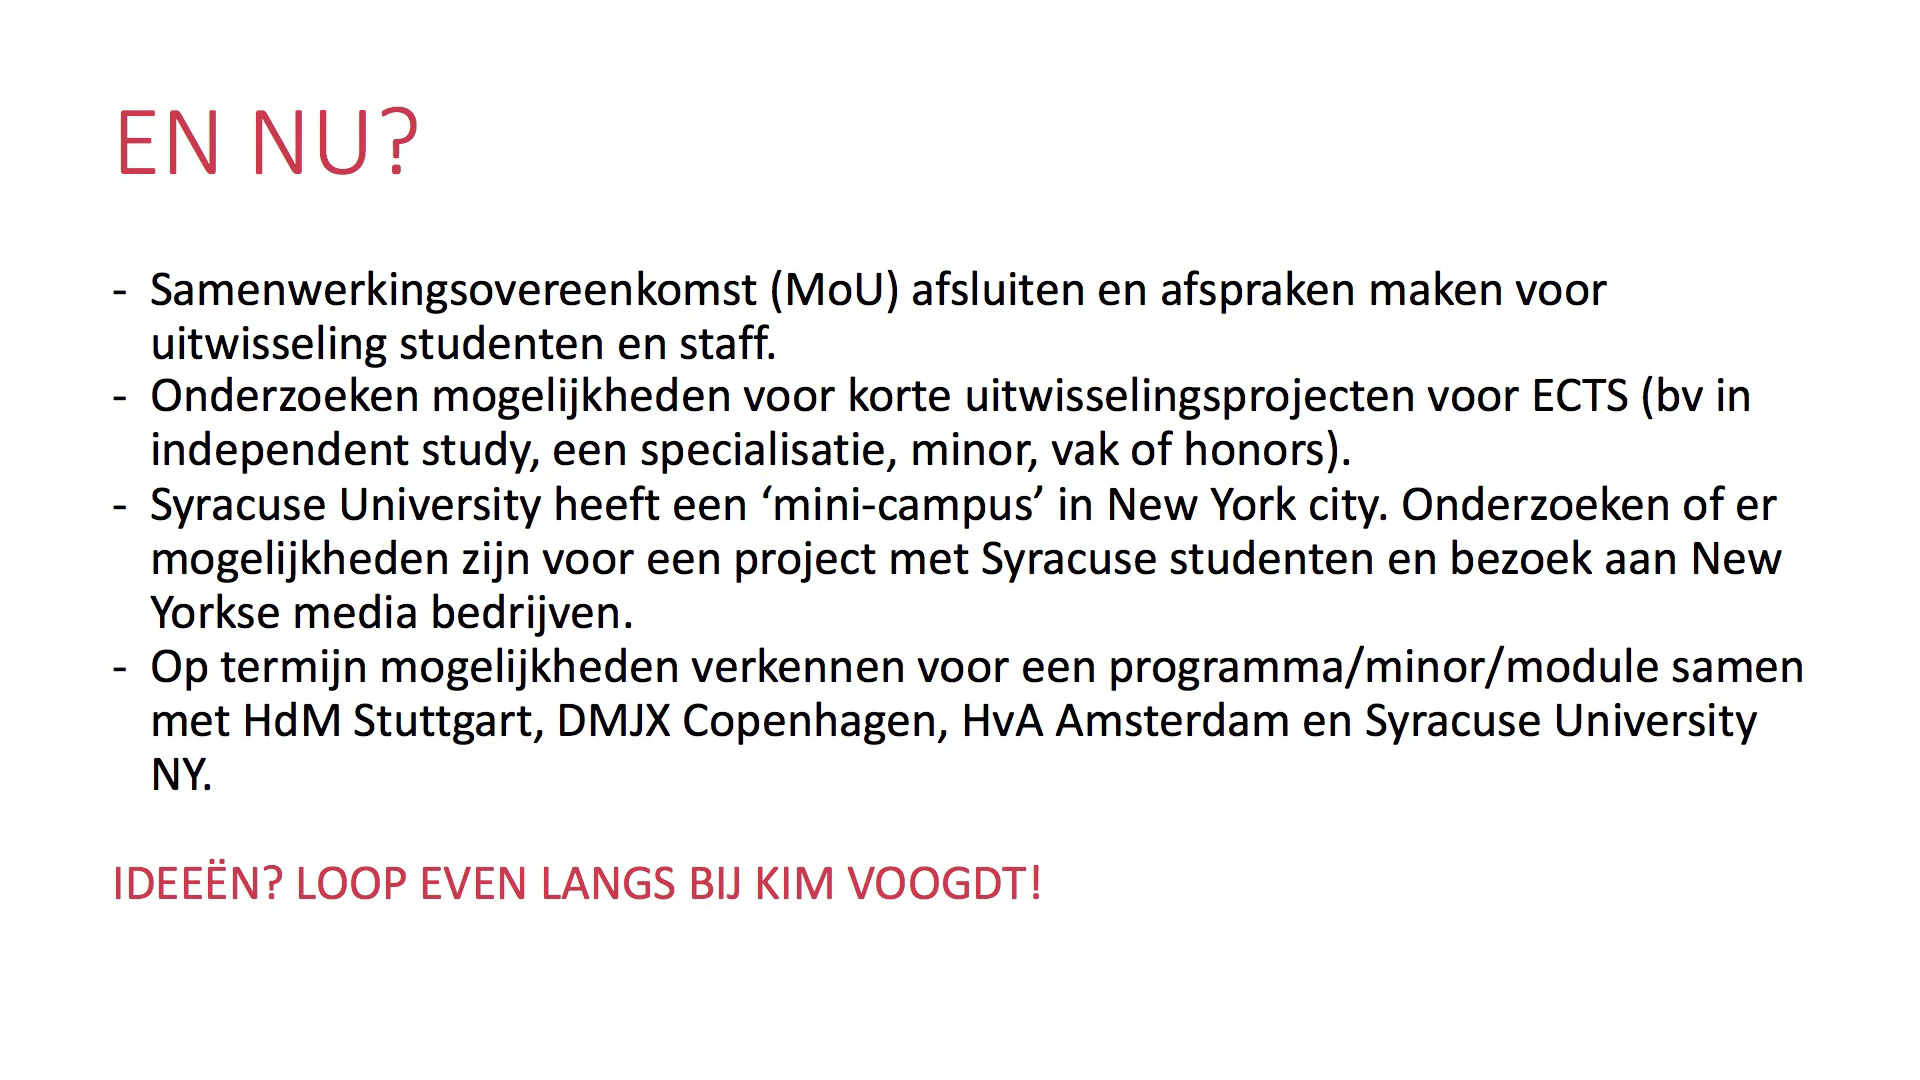 EN NU?
- Samenwerkingsovereenkomst (MoU) afsluiten en afspraken maken voor
uitwisseling studenten en staff.
- Onderzoeken mogelijkheden voor korte uitwisselingsprojecten voor ECTS (bv in
independent study, een specialisatie, minor, vak of honors).
- Syracuse University heeft een ‘mini-campus’ in New York city. Onderzoeken of er
mogelijkheden zijn voor een project met Syracuse studenten en bezoek aan New
Yorkse media bedrijven.
- Op termijn mogelijkheden verkennen voor een programma/minor/module samen
met HdM Stuttgart, DMJX Copenhagen, HvA Amsterdam en Syracuse University
NY.
IDEEËN? LOOP EVEN LANGS BIJ KIM VOOGDT!